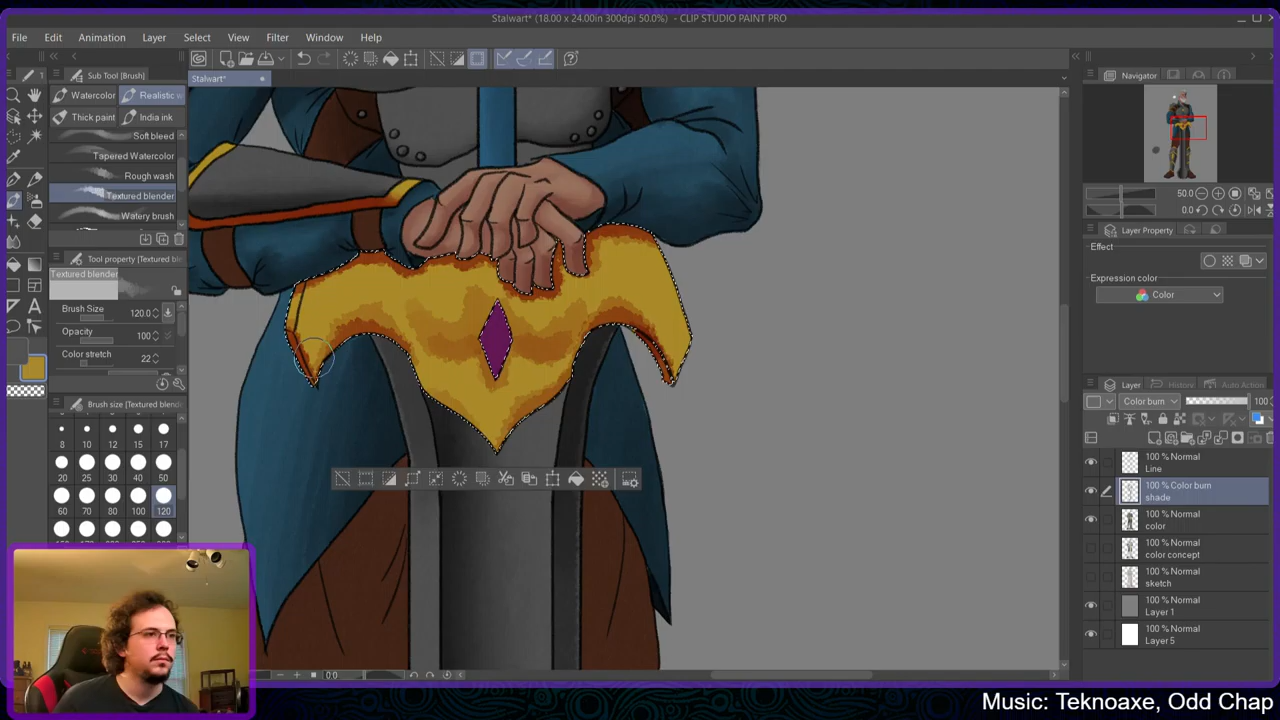 Stalwart* (18.00 x 24.00in 300dpi 50.0%) - CLIP STUDIO PAINT PRO
File Edit Animation Layer Select View Filter Window Help
Sub Tool [Brush]
Stalwart*
Navigator
Watercolor
Realistic w
Thick paint
India ink
Soft bleed
Tapered Watercolor
Rough wash
Textured blender
Watery brush
50.0
0.0
Layer Property
Effect
Expression color
Color
Tool property [Textured blender]
Textured blender
Brush Size 120.0
Opacity 100
Color stretch 22
Brush size [Textured blender]
8 10 12 15 17
20 25 30 40 50
60 70 80 100 120
Layer History Auto Action
Color burn 100
100 % Normal
Line
100 % Color burn
shade
100 % Normal
color
100 % Normal
color concept
100 % Normal
sketch
100 % Normal
Layer 1
100 % Normal
Layer 5
Music: Teknoaxe, Odd Chap